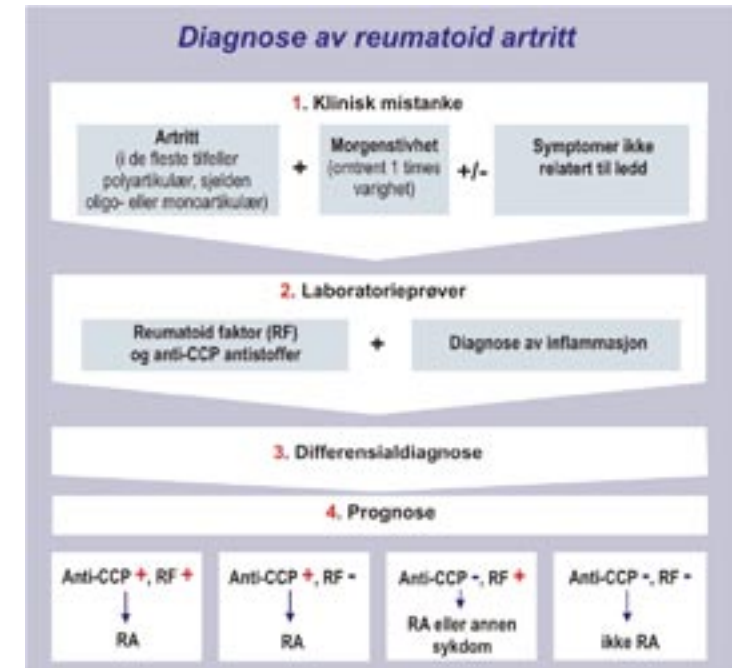 Diagnose av reumatoid artritt
1. Klinisk mistanke
Artritt
(i de fleste tilfeller
polyartikulær, sjelden
oligo- eller monoartikulær)
+
Morgenstivhet
(omtrent 1 times
varighet)
+/-
Symptomer ikke
relatert til ledd
2. Laboratorieprøver
Reumatoid faktor (RF)
og anti-CCP antistoffer
+
Diagnose av inflammasjon
3. Differensialdiagnose
4. Prognose
Anti-CCP +, RF +
RA
Anti-CCP +, RF -
RA
Anti-CCP -, RF +
RA eller annen
sykdom
Anti-CCP -, RF -
ikke RA